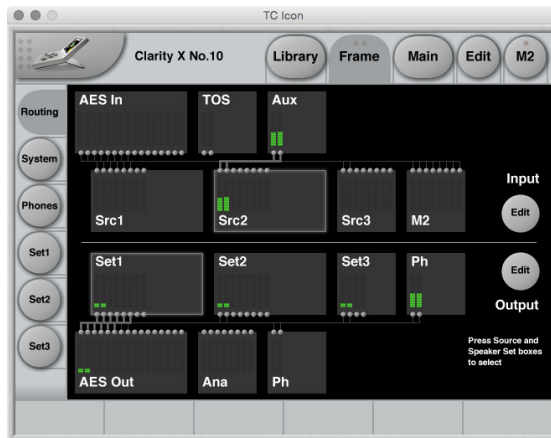 TC Icon
Clarity X No.10
Library
Frame
Main
Edit
M2
Routing
System
Phones
Set1
Set2
Set3
AES In
TOS
Aux
Src1
Src2
Src3
M2
Input
Edit
Set1
Set2
Set3
Ph
Edit
Output
AES Out
Ana
Ph
Press Source and
Speaker Set boxes
to select